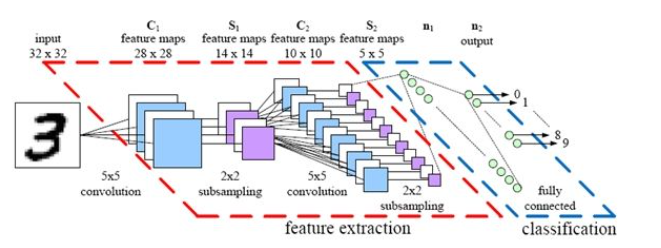 input
32 x 32
C1
feature maps
28 x 28
S1
feature maps
14 x 14
C2
feature maps
10 x 10
S2
feature maps
5 x 5
n1
n2
output
3
0
1
8
9
5x5
convolution
2x2
subsampling
5x5
convolution
2x2
subsampling
fully
connected
feature extraction
classification